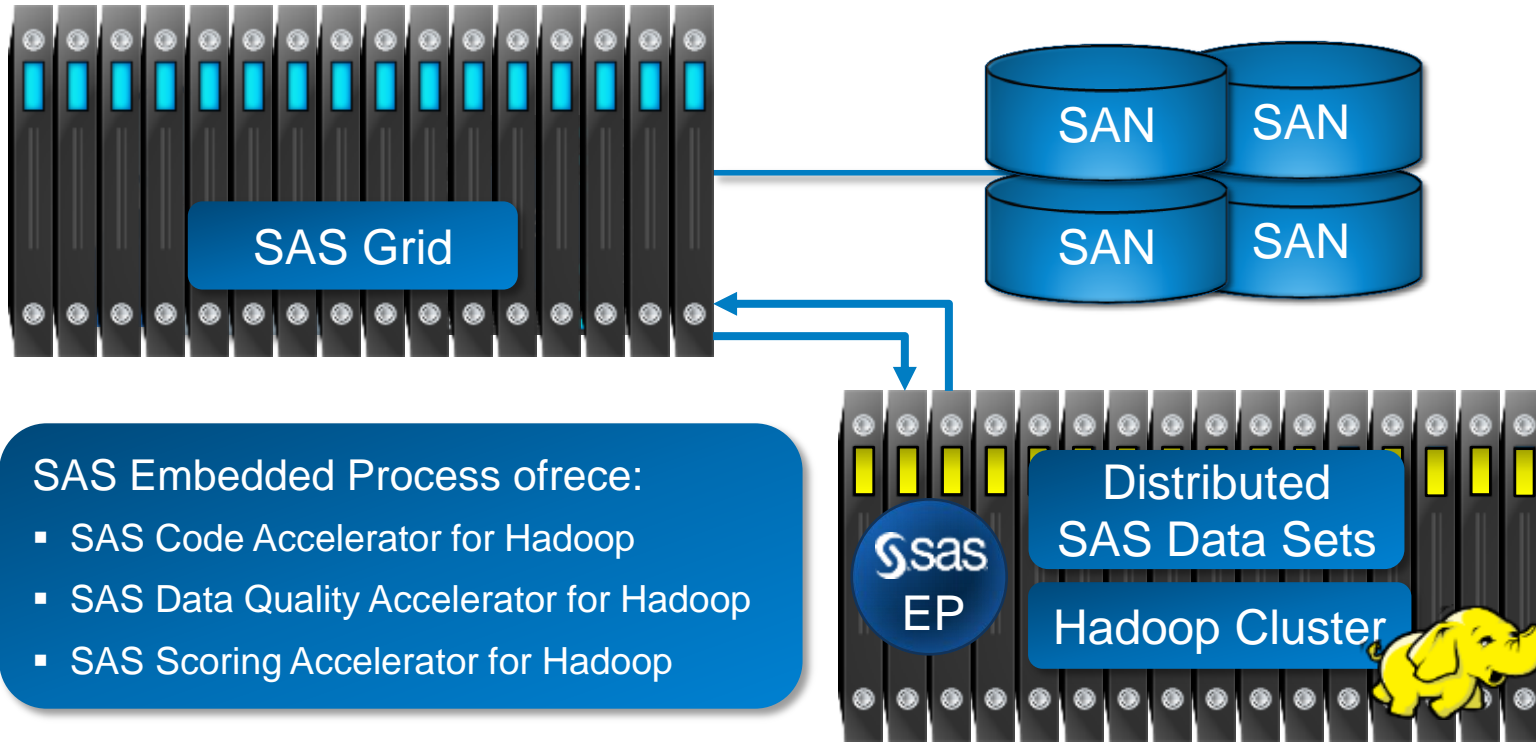 SAS Grid
SAN
SAN
SAN
SAN
SAS Embedded Process ofrece:
▪ SAS Code Accelerator for Hadoop
▪ SAS Data Quality Accelerator for Hadoop
▪ SAS Scoring Accelerator for Hadoop
sas
EP
Distributed
SAS Data Sets
Hadoop Cluster